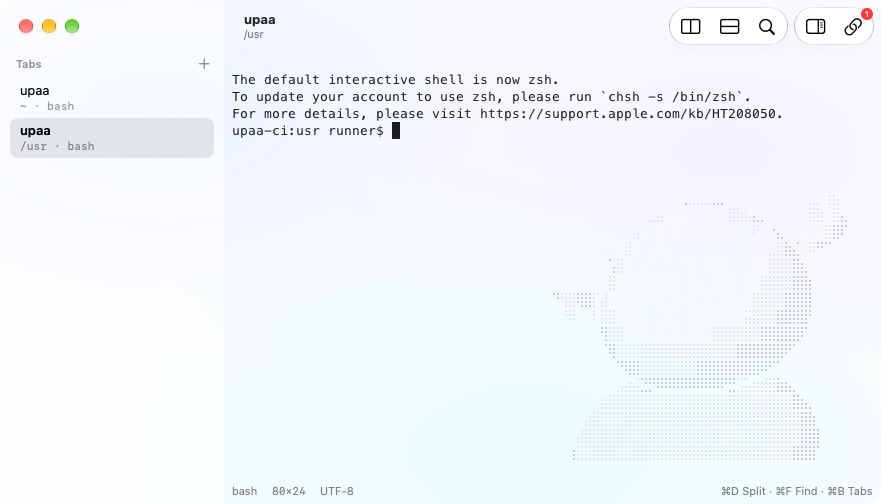 upaa
/usr
1
Tabs
upaa
~ · bash
upaa
/usr · bash
The default interactive shell is now zsh.
To update your account to use zsh, please run `chsh -s /bin/zsh`.
For more details, please visit https://support.apple.com/kb/HT208050.
upaa-ci:usr runner$
bash 80×24 UTF-8
⌘D Split · ⌘F Find · ⌘B Tabs